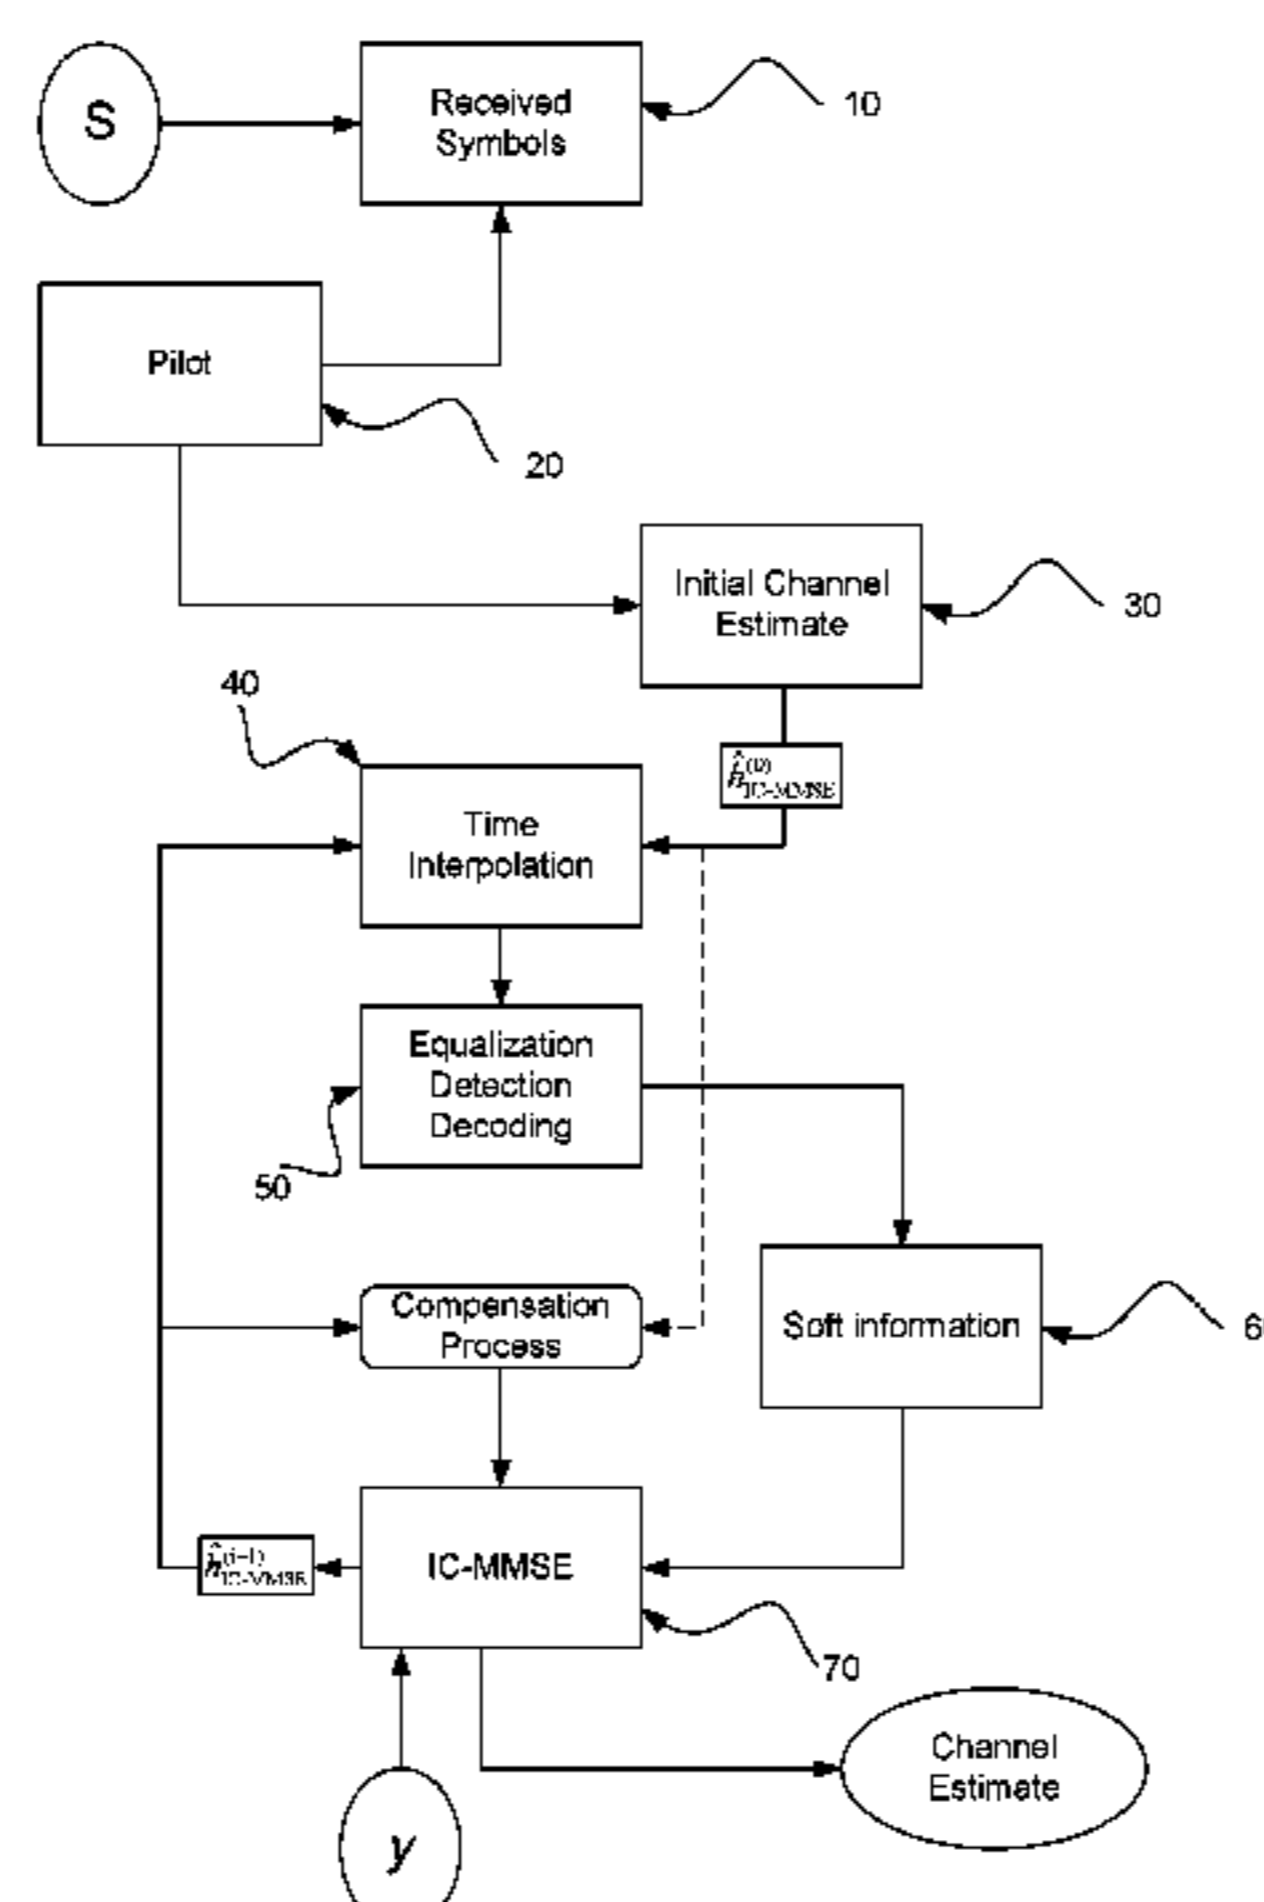 S
Received
Symbols
10
Pilot
20
Initial Channel
Estimate
30
40
Time
Interpolation
Equalization
Detection
Decoding
50
Compensation
Process
Soft information
IC-MMSE
70
Channel
Estimate
y